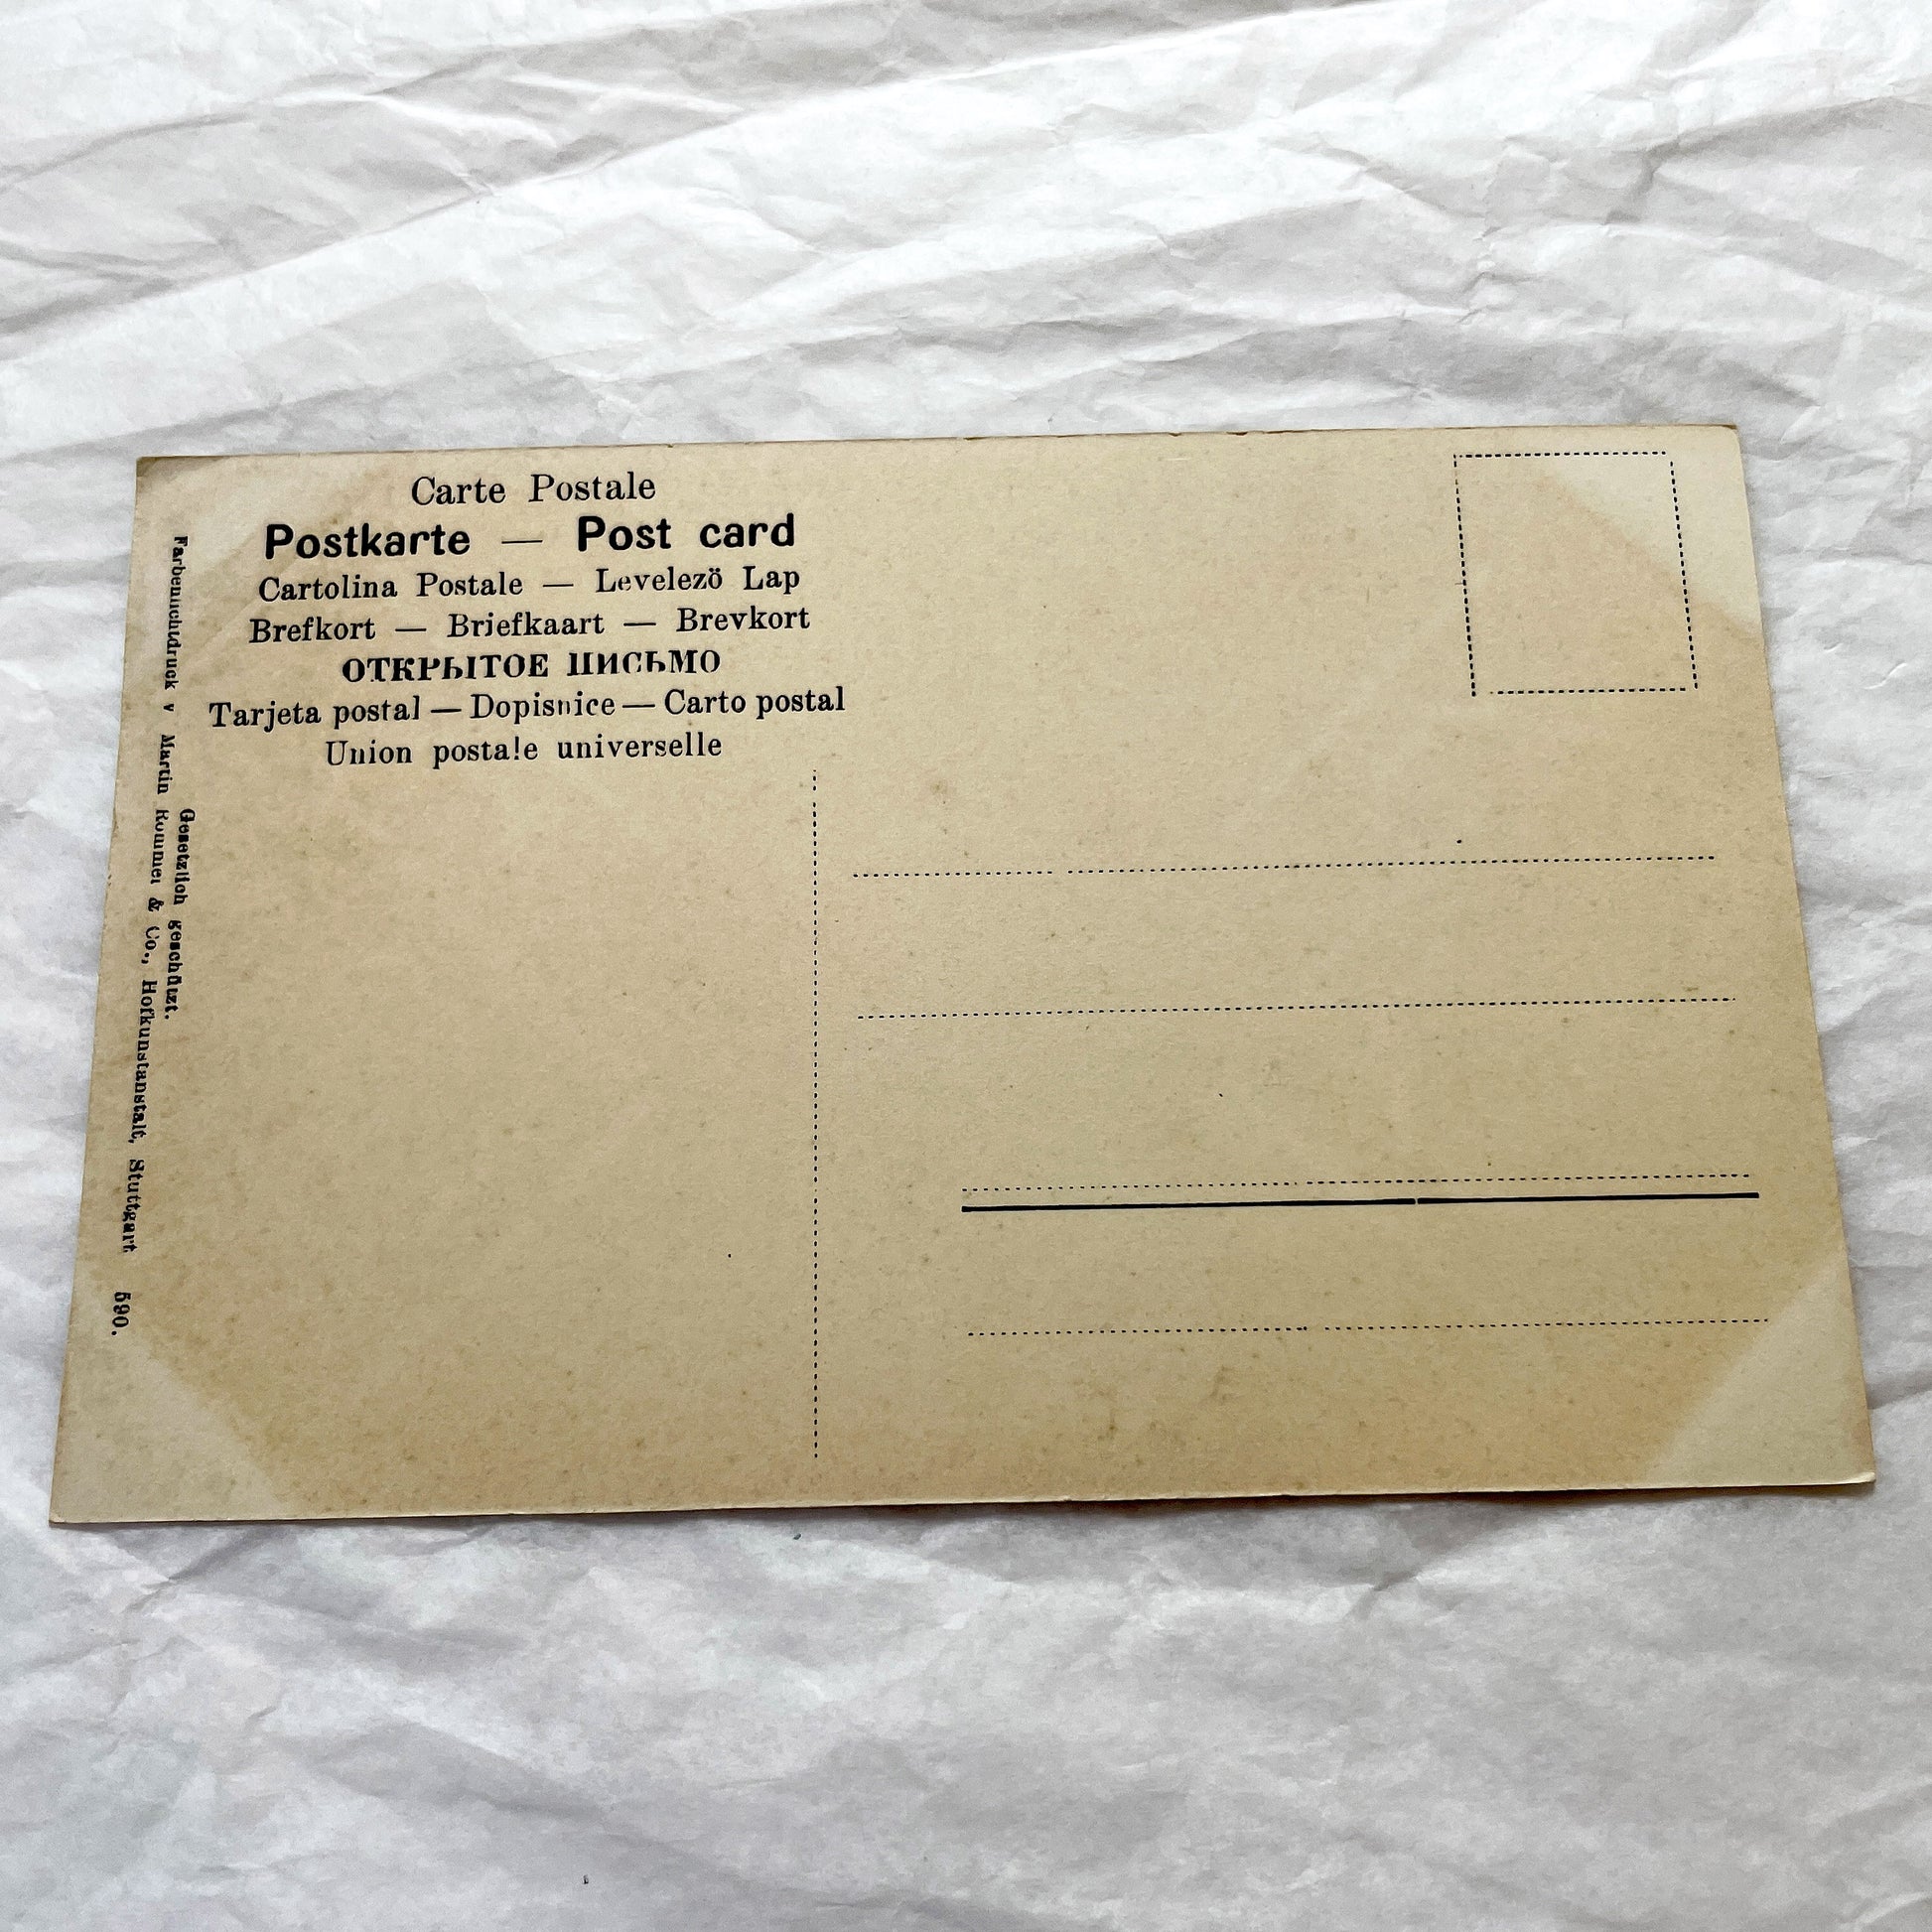 Carte Postale
Postkarte — Post card
Cartolina Postale — Levelezö Lap
Brefkort — Briefkaart — Brevkort
ОТКРЫТОЕ ПИСЬМО
Tarjeta postal — Dopisnice — Carto postal
Union postale universelle
Gesetzlich geschützt.
Farbenlichtdruck v Martin Rommel & Co., Hofkunstanstalt, Stuttgart 590.